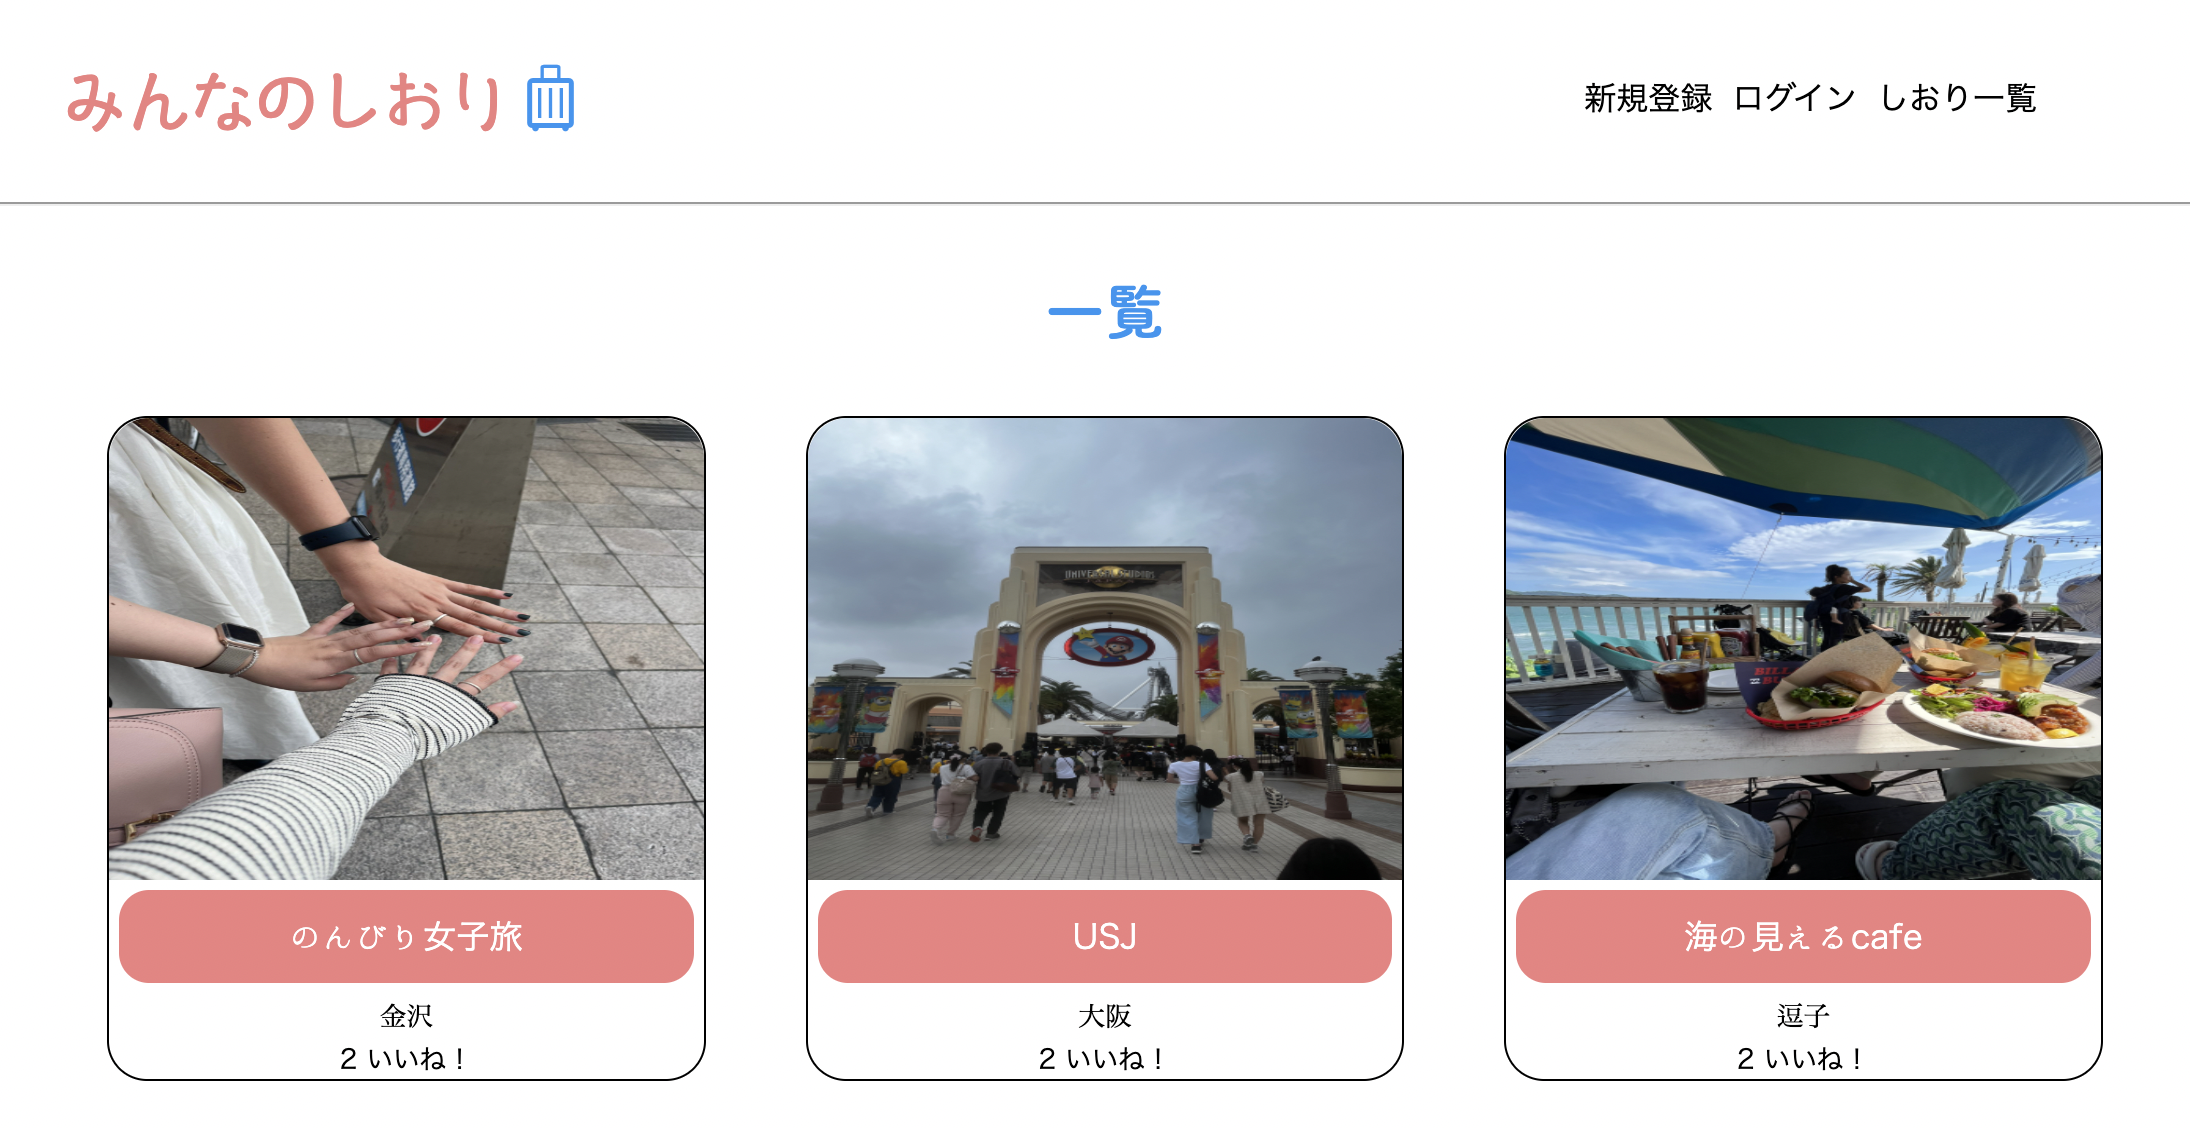 みんなのしおり
新規登録 ログイン しおり一覧
一覧
UNIVERSAL STUDIOS
のんびり女子旅
USJ
海の見えるcafe
金沢
大阪
逗子
2 いいね！
2 いいね！
2 いいね！